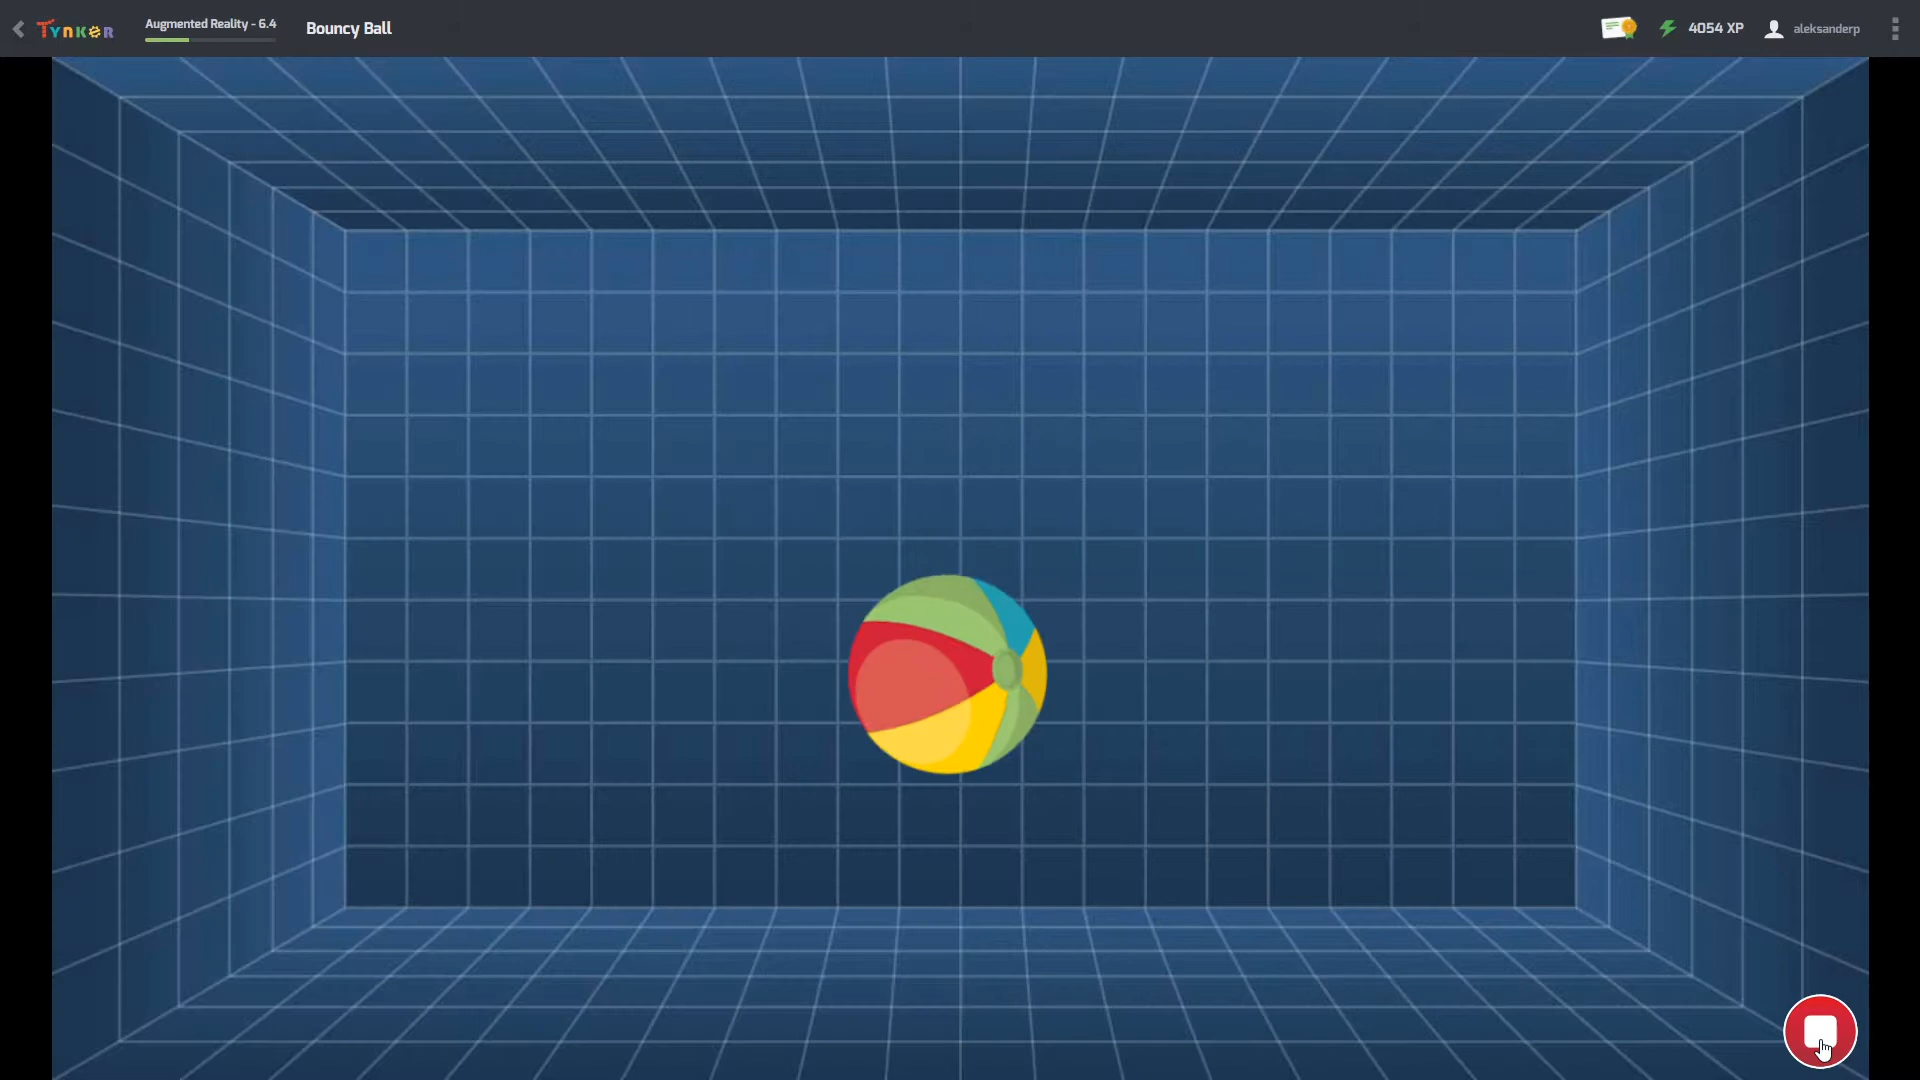 TYNKER
Augmented Reality - 6.4
Bouncy Ball
4054 XP
aleksanderp